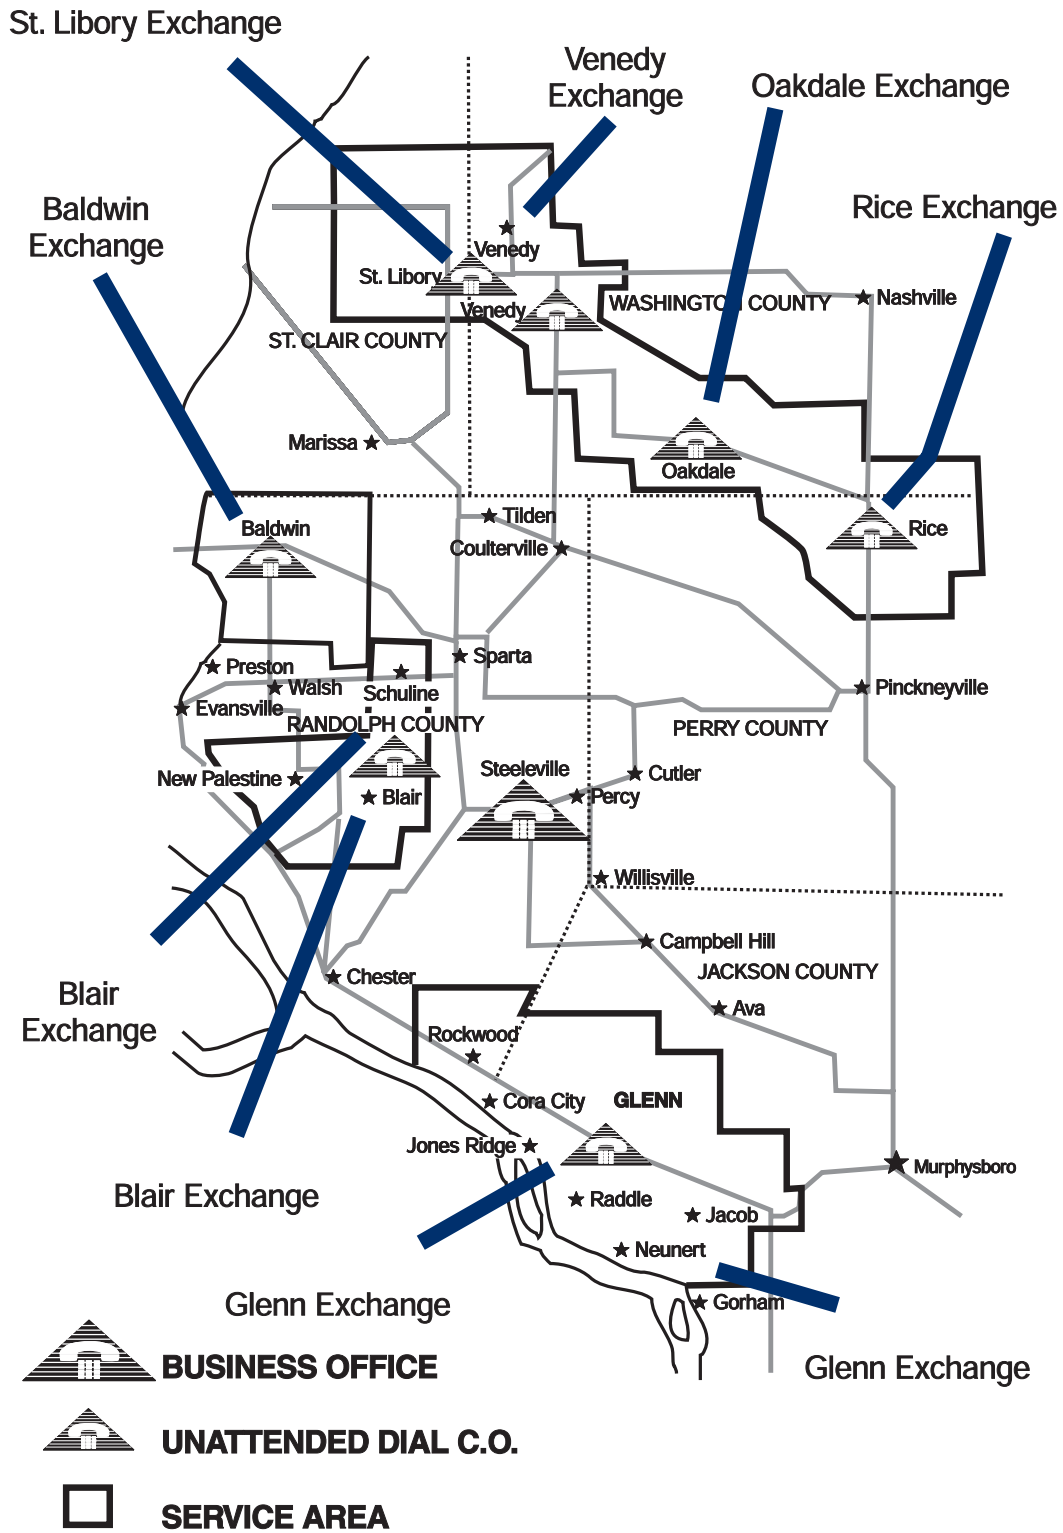 St. Libory Exchange
Venedy
Exchange
Oakdale Exchange
Baldwin
Exchange
Rice Exchange
Venedy
St. Libory
Nashville
WASHINGTON COUNTY
Venedy
ST. CLAIR COUNTY
Marissa
Oakdale
Tilden
Baldwin
Rice
Coulterville
Sparta
Preston
Walsh
Schuline
Pinckneyville
Evansville
RANDOLPH COUNTY
PERRY COUNTY
Steeleville
Cutler
New Palestine
Blair
Percy
Willisville
Campbell Hill
JACKSON COUNTY
Chester
Blair
Exchange
Ava
Rockwood
Cora City
GLENN
Jones Ridge
Murphysboro
Blair Exchange
Raddle
Jacob
Neunert
Glenn Exchange
Gorham
BUSINESS OFFICE
Glenn Exchange
UNATTENDED DIAL C.O.
SERVICE AREA